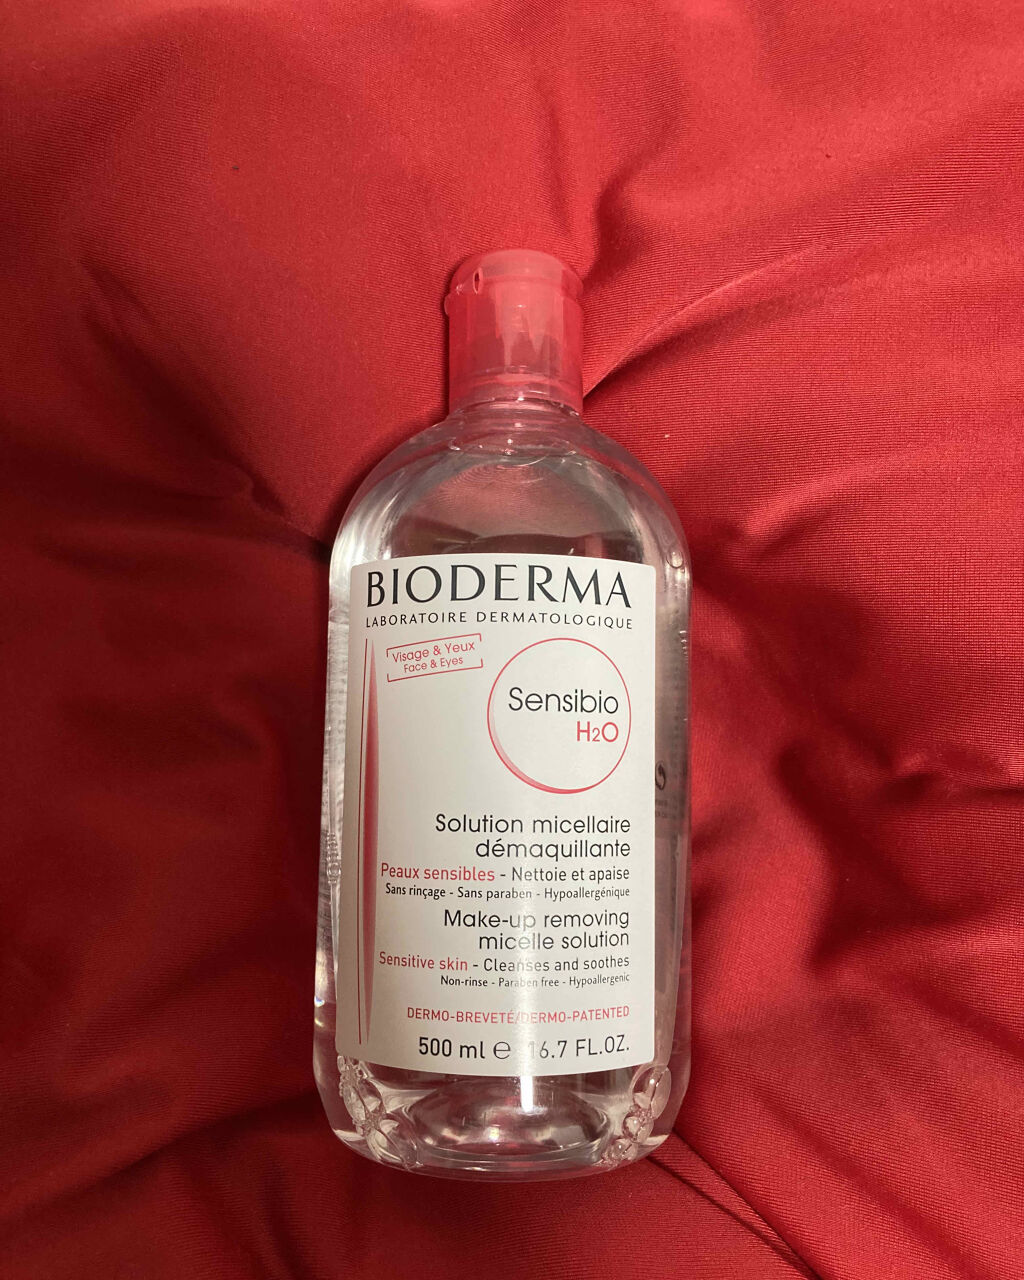 BIODERMA
LABORATOIRE DERMATOLOGIQUE
Visage & Yeux
Face & Eyes
Sensibio
H2O
Solution micellaire
démaquillante
Peaux sensibles - Nettoie et apaise
Sans rinçage - Sans paraben - Hypoallergénique
Make-up removing
micelle solution
Sensitive skin - Cleanses and soothes
Non-rinse - Paraben free - Hypoallergenic
DERMO-BREVETÉ/DERMO-PATENTED
500 ml ℮ 16.7 FL.OZ.